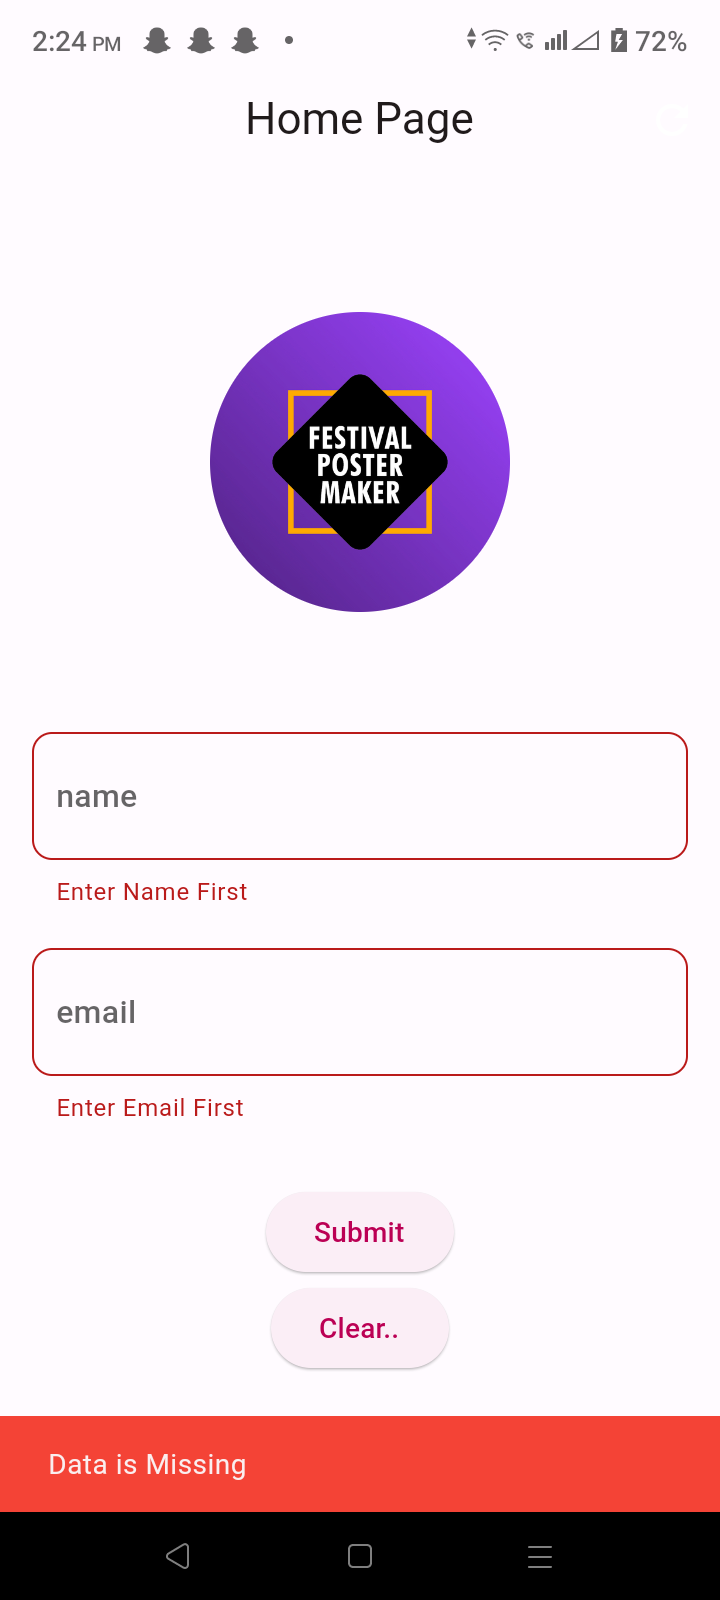 2:24 PM 72%
Home Page
FESTIVAL
POSTER
MAKER
name
Enter Name First
email
Enter Email First
Submit
Clear..
Data is Missing